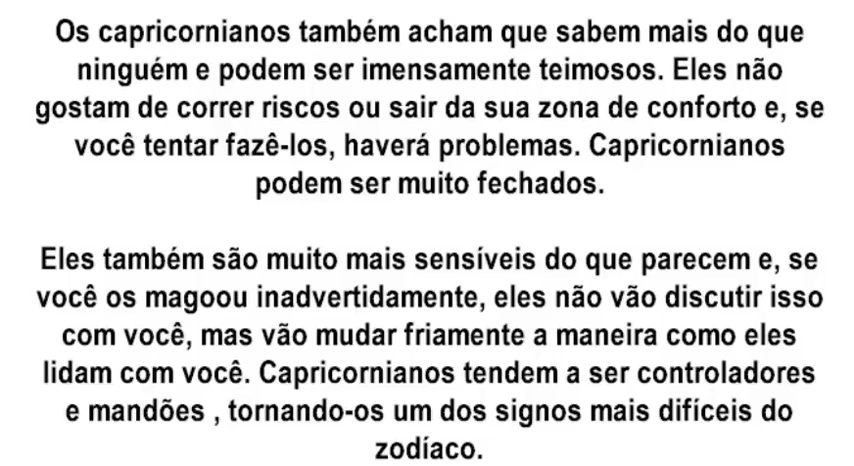 Os capricornianos também acham que sabem mais do que
ninguém e podem ser imensamente teimosos. Eles não
gostam de correr riscos ou sair da sua zona de conforto e, se
você tentar fazê-los, haverá problemas. Capricornianos
podem ser muito fechados.
Eles também são muito mais sensíveis do que parecem e, se
você os magoou inadvertidamente, eles não vão discutir isso
com você, mas vão mudar friamente a maneira como eles
lidam com você. Capricornianos tendem a ser controladores
e mandões , tornando-os um dos signos mais difíceis do
zodíaco.